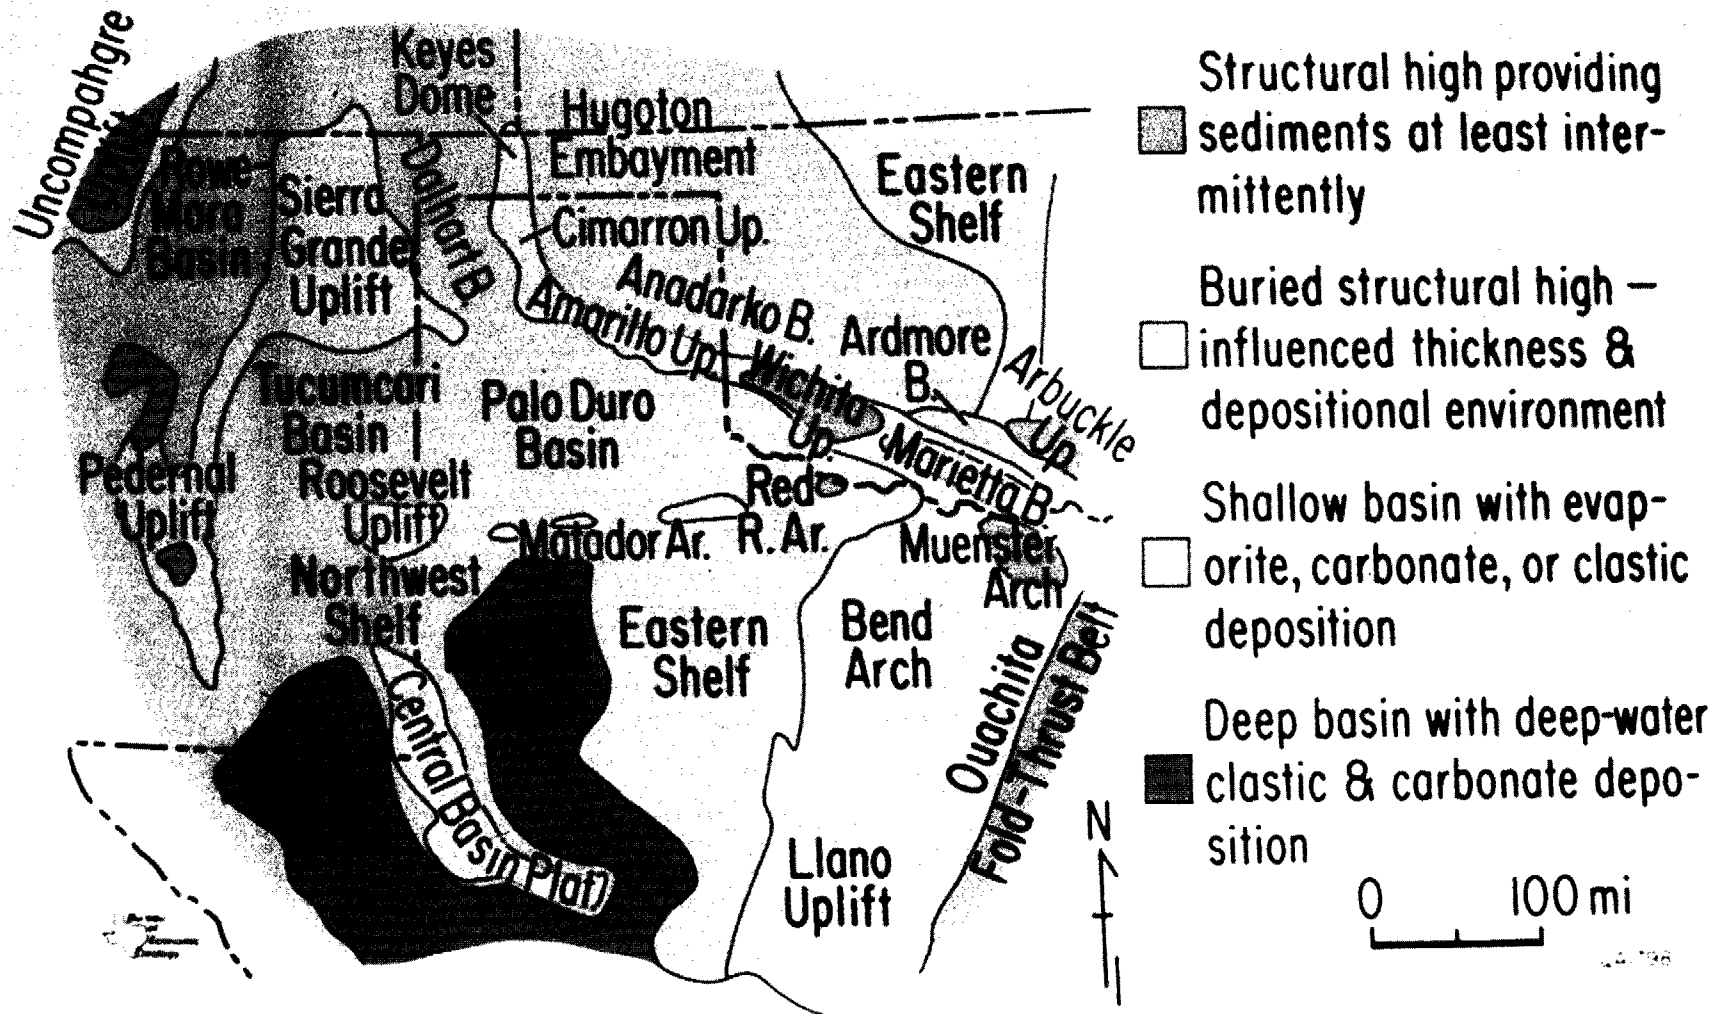 Uncompahgre
Keyes
Dome
Hugoton
Embayment
Rowe
Mora
Basin
Sierra
Grande
Uplift
Dalhart B.
Cimarron Up.
Eastern
Shelf
Anadarko B.
Amarillo Up.
Wichita
Up.
Ardmore
B.
Arbuckle
Up.
Tucumcari
Basin
Palo Duro
Basin
Marietta B.
Pedernal
Uplift
Roosevelt
Uplift
Red
R. Ar.
Matador Ar.
Muenster
Arch
Northwest
Shelf
Eastern
Shelf
Bend
Arch
Ouachita
Fold-Thrust Belt
Central Basin Plat.
Llano
Uplift
Structural high providing
sediments at least inter-
mittently
Buried structural high –
influenced thickness &
depositional environment
Shallow basin with evap-
orite, carbonate, or clastic
deposition
Deep basin with deep-water
clastic & carbonate depo-
sition
N
0 100 mi